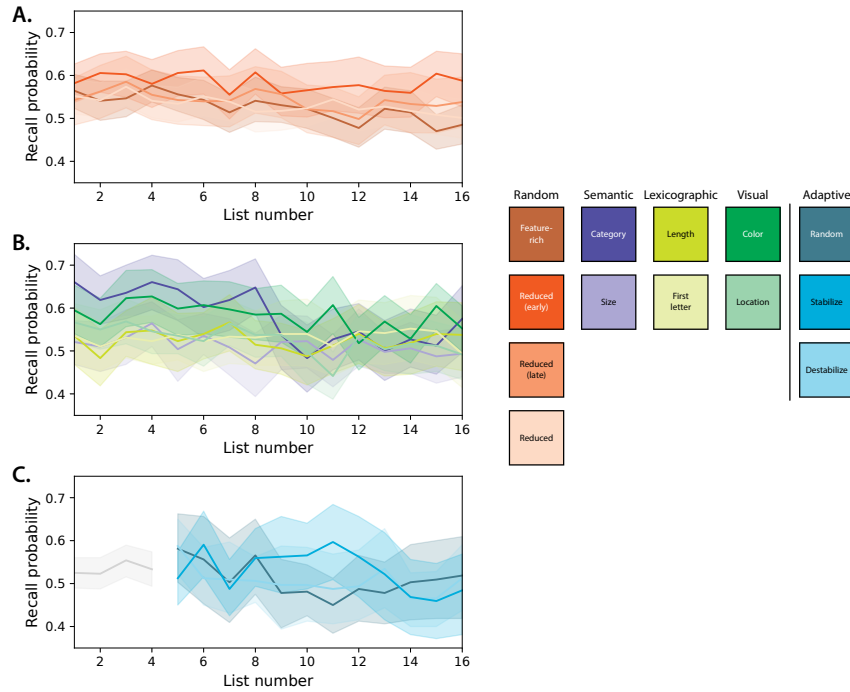 A.
0.7
0.6
0.5
0.4
Recall probability
2 4 6 8 10 12 14 16
List number
B.
0.7
0.6
0.5
0.4
Recall probability
2 4 6 8 10 12 14 16
List number
C.
0.7
0.6
0.5
0.4
Recall probability
2 4 6 8 10 12 14 16
List number
Random Semantic Lexicographic Visual Adaptive
Feature-
rich
Category
Length
Color
Random
Reduced
(early)
Size
First
letter
Location
Stabilize
Reduced
(late)
Destabilize
Reduced